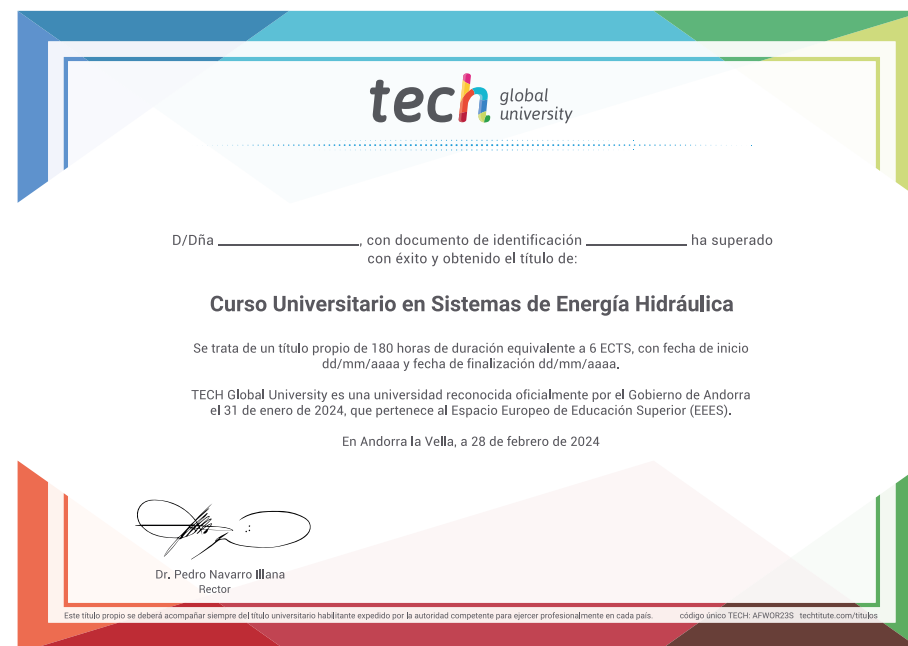 tech global university
D/Dña ____________, con documento de identificación ____________ ha superado
con éxito y obtenido el título de:
Curso Universitario en Sistemas de Energía Hidráulica
Se trata de un título propio de 180 horas de duración equivalente a 6 ECTS, con fecha de inicio
dd/mm/aaaa y fecha de finalización dd/mm/aaaa.
TECH Global University es una universidad reconocida oficialmente por el Gobierno de Andorra
el 31 de enero de 2024, que pertenece al Espacio Europeo de Educación Superior (EEES).
En Andorra la Vella, a 28 de febrero de 2024
Dr. Pedro Navarro Illana
Rector
Este título propio se deberá acompañar siempre del título universitario habilitante expedido por la autoridad competente para ejercer profesionalmente en cada país. código único TECH: AFWOR23S techtitute.com/titulos